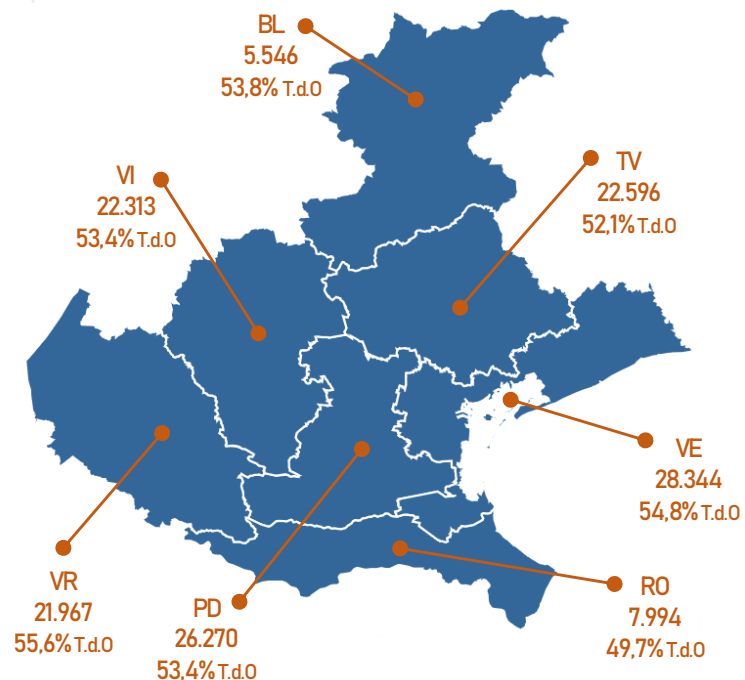 BL
5.546
53,8% T.d.O
VI
22.313
53,4% T.d.O
TV
22.596
52,1% T.d.O
VE
28.344
54,8% T.d.O
VR
21.967
55,6% T.d.O
PD
26.270
53,4% T.d.O
RO
7.994
49,7% T.d.O